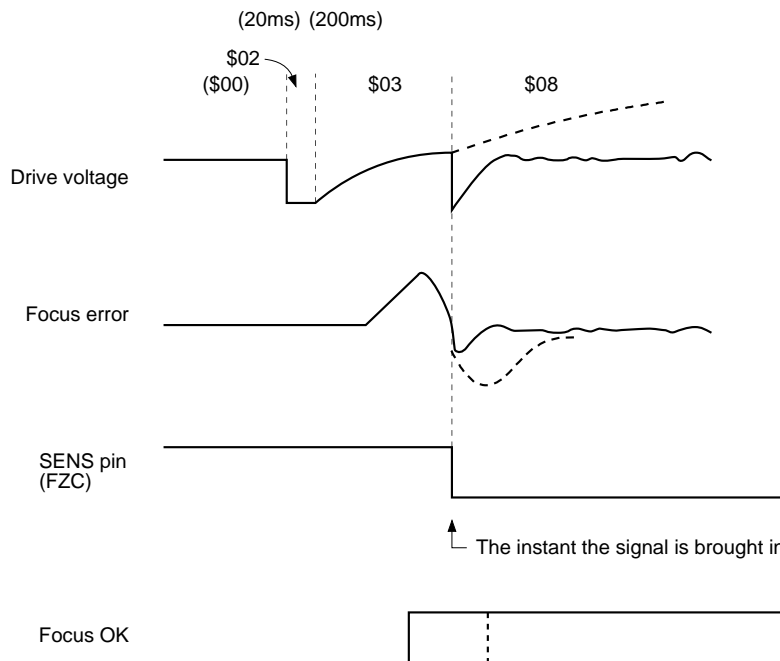 (20ms) (200ms)
$02
($00) $03 $08
Drive voltage
Focus error
SENS pin
(FZC)
The instant the signal is brought in
Focus OK